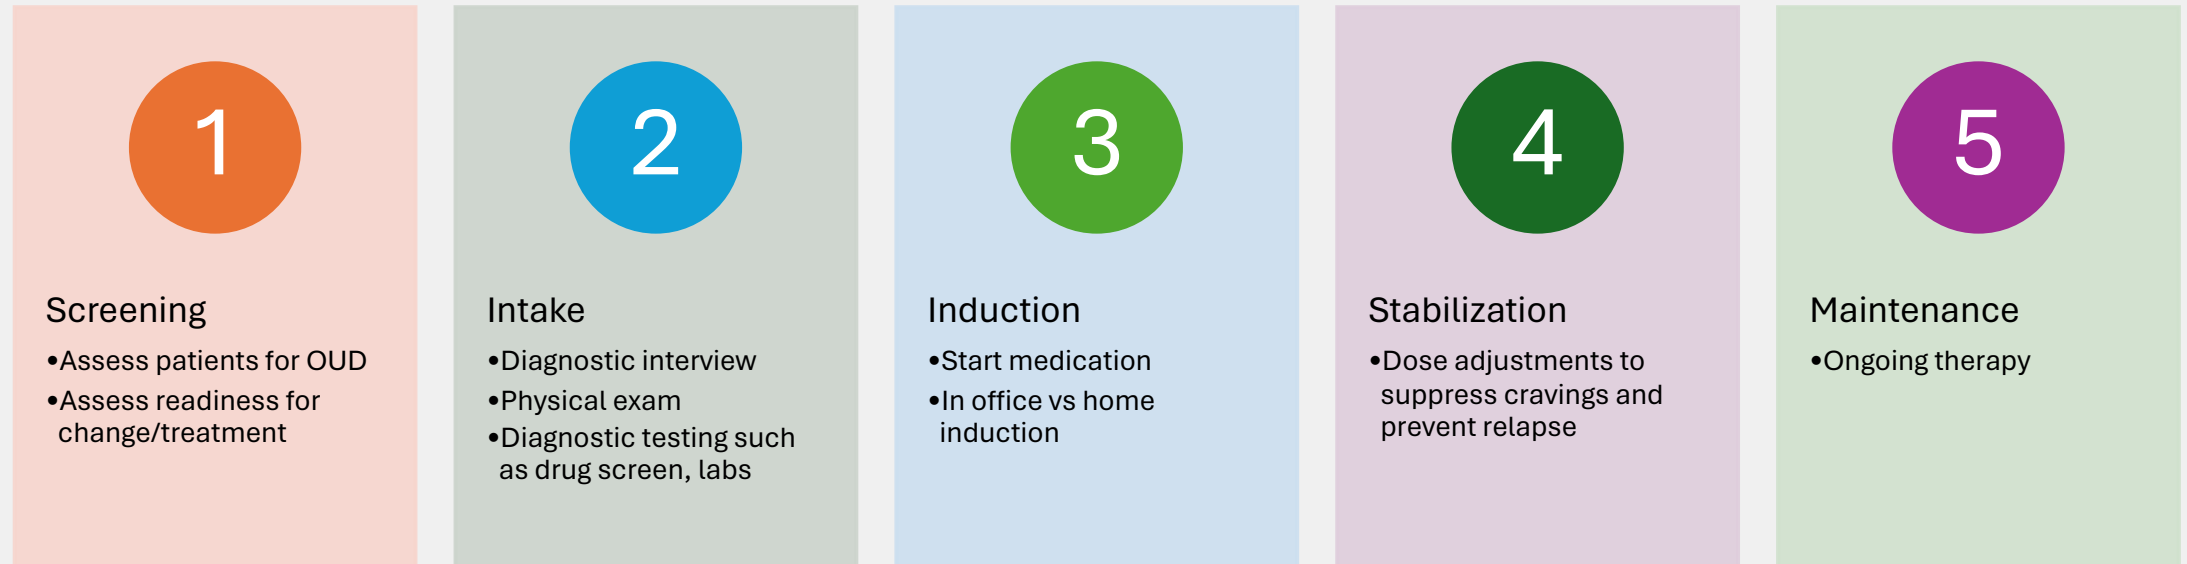 1
Screening
•Assess patients for OUD
•Assess readiness for
change/treatment
2
Intake
•Diagnostic interview
•Physical exam
•Diagnostic testing such
as drug screen, labs
3
Induction
•Start medication
•In office vs home
induction
4
Stabilization
•Dose adjustments to
suppress cravings and
prevent relapse
5
Maintenance
•Ongoing therapy